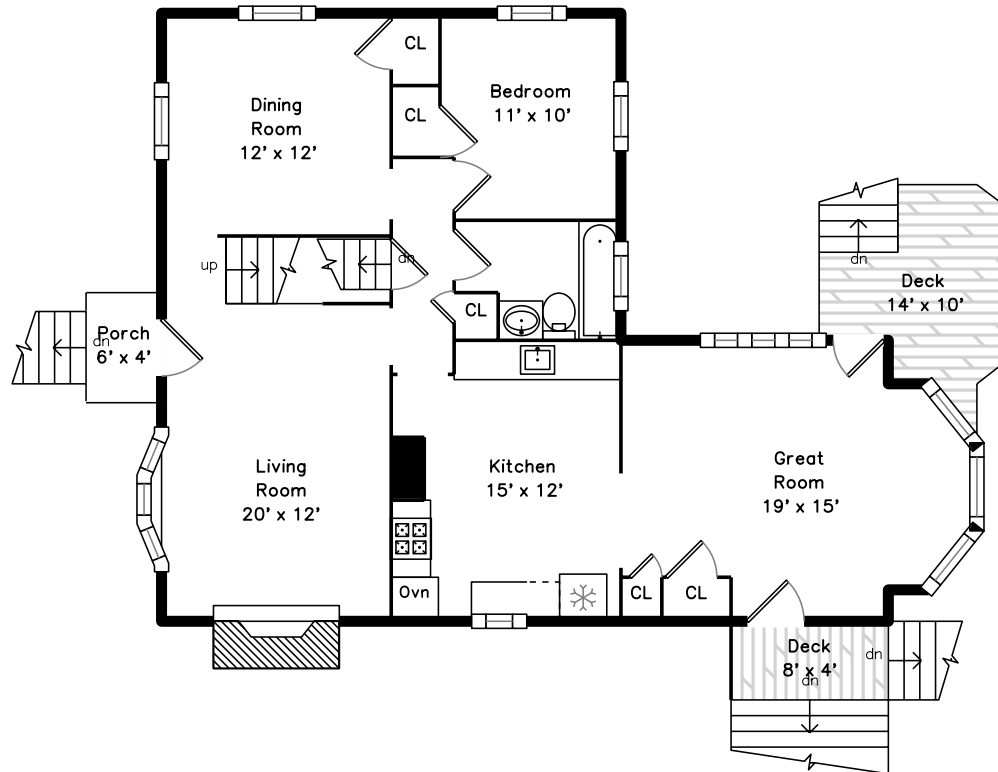 CL
Bedroom
11' x 10'
Dining
Room
12' x 12'
CL
up
dn
dn
Deck
14' x 10'
CL
Porch
dn
6' x 4'
Living
Room
20' x 12'
Kitchen
15' x 12'
Great
Room
19' x 15'
Ovn
CL
CL
Deck
8' x 4'
dn
dn